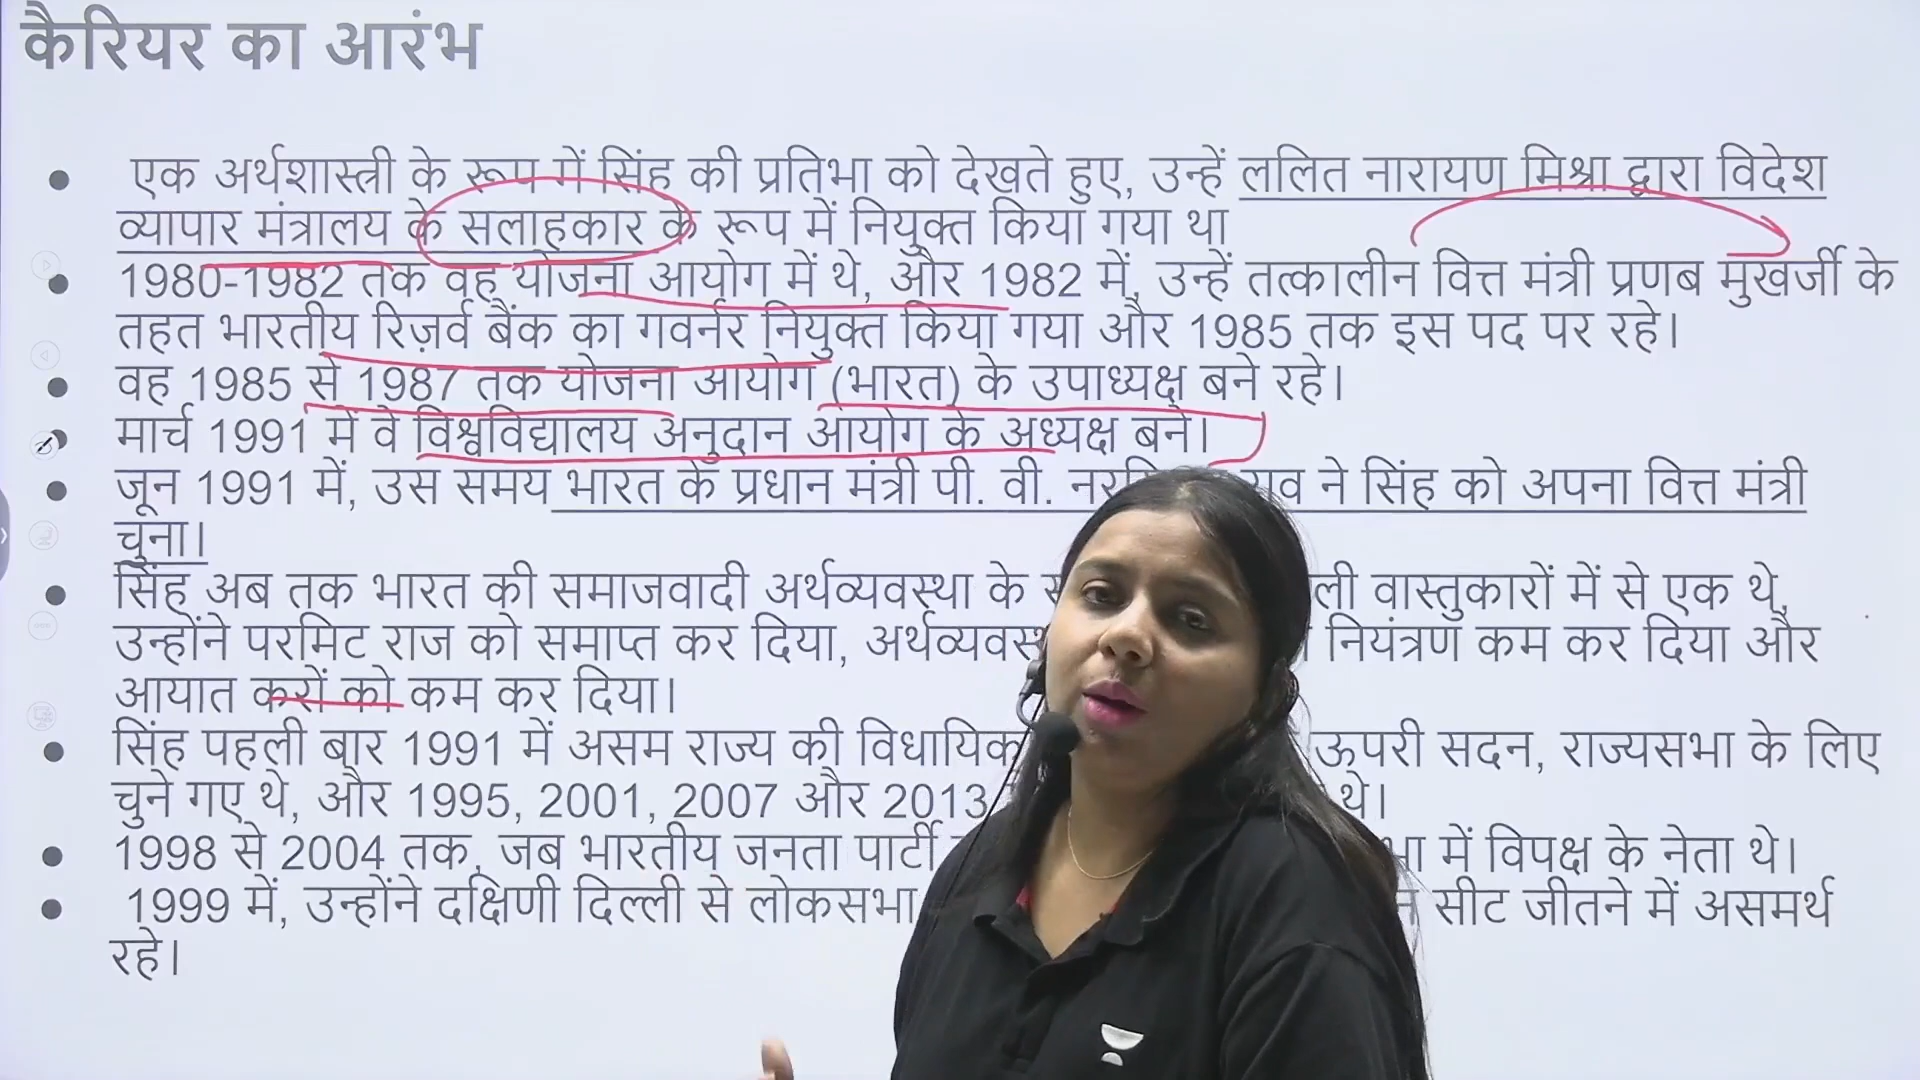 कैरियर का आरंभ
एक अर्थशास्त्री के रूप में सिंह की प्रतिभा को देखते हुए, उन्हें ललित नारायण मिश्रा द्वारा विदेश
व्यापार मंत्रालय के सलाहकार के रूप में नियुक्त किया गया था
1980-1982 तक वह योजना आयोग में थे, और 1982 में, उन्हें तत्कालीन वित्त मंत्री प्रणब मुखर्जी के
तहत भारतीय रिज़र्व बैंक का गवर्नर नियुक्त किया गया और 1985 तक इस पद पर रहे।
वह 1985 से 1987 तक योजना आयोग (भारत) के उपाध्यक्ष बने रहे।
मार्च 1991 में वे विश्वविद्यालय अनुदान आयोग के अध्यक्ष बने।
जून 1991 में, उस समय भारत के प्रधान मंत्री पी. वी. ने सिंह को अपना वित्त मंत्री
चुना।
सिंह अब तक भारत की समाजवादी अर्थव्यवस्था के वास्तुकारों में से एक थे,
उन्होंने परमिट राज को समाप्त कर दिया, नियंत्रण कम कर दिया और
आयात करों को कम कर दिया।
सिंह पहली बार 1991 में असम राज्य की ऊपरी सदन, राज्यसभा के लिए
चुने गए थे, और 1995, 2001, 2007 और 2013 थे।
1998 से 2004 तक, जब भारतीय जनता पार्टी में विपक्ष के नेता थे।
1999 में, उन्होंने दक्षिणी दिल्ली से लोकसभा सीट जीतने में असमर्थ
रहे।